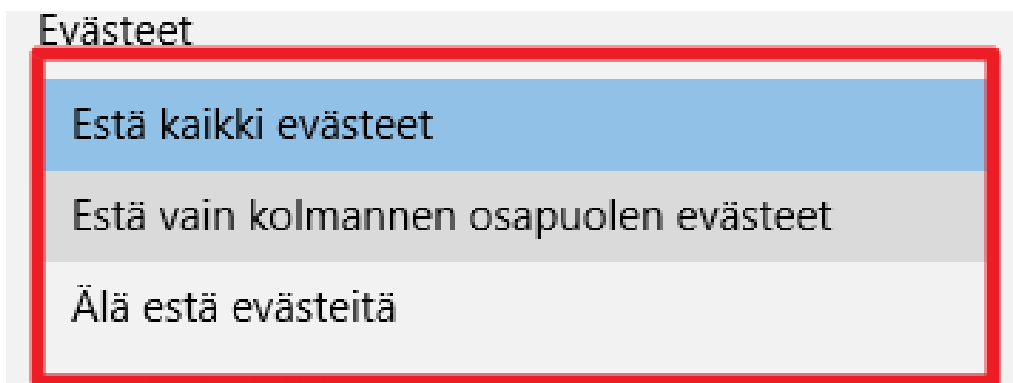 Evästeet
Estä kaikki evästeet
Estä vain kolmannen osapuolen evästeet
Älä estä evästeitä